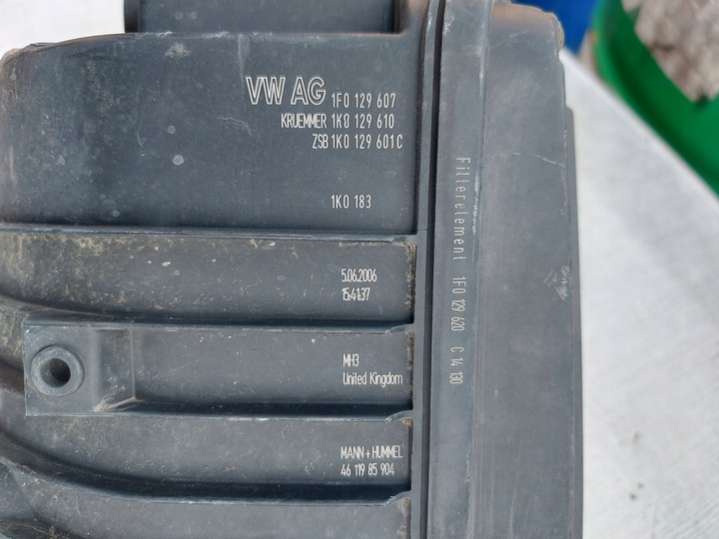 VW AG 1F0 129 607
KRUEMMER 1K0 129 610
ZSB 1K0 129 601 C
1K0 183
5.06.2006
15:41:37
MH3
United Kingdom
MANN+HUMMEL
46 119 85 904
Filterelement 1F0 129 620 C 14 130